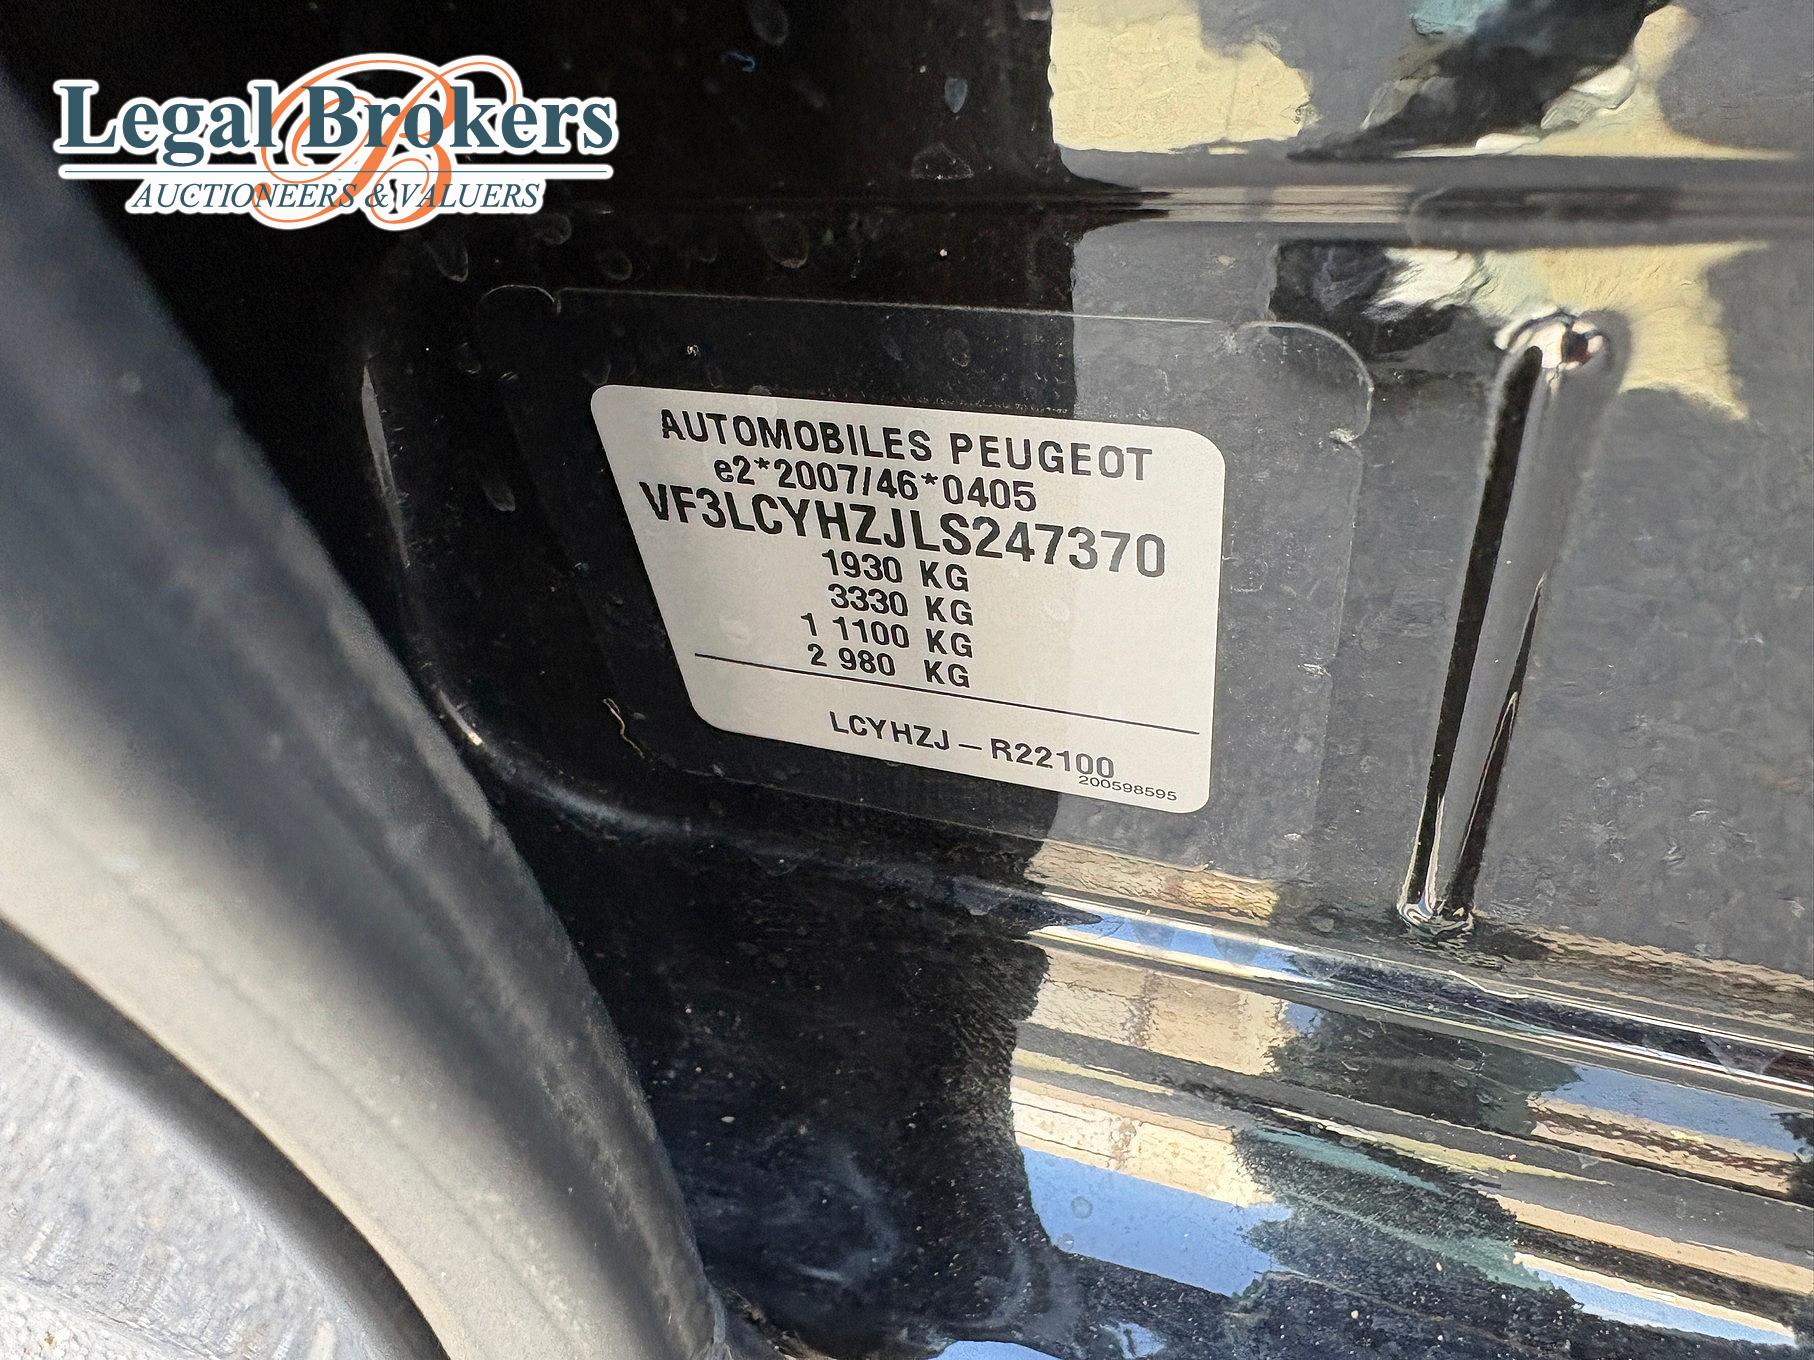 Legal Brokers
AUCTIONEERS & VALUERS
AUTOMOBILES PEUGEOT
e2*2007/46*0405
VF3LCYHZJLS247370
1930 KG
3330 KG
1 1100 KG
2 980 KG
LCYHZJ – R22100
200598595